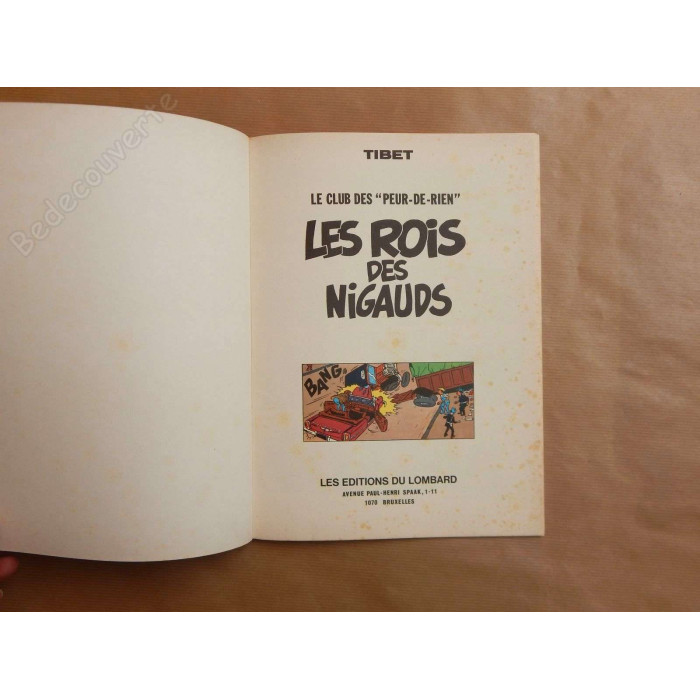 Bedecouverte
TIBET
LE CLUB DES "PEUR-DE-RIEN"
LES ROIS
DES
NIGAUDS
BANG
LES EDITIONS DU LOMBARD
AVENUE PAUL-HENRI SPAAK, 1-11
1070 BRUXELLES